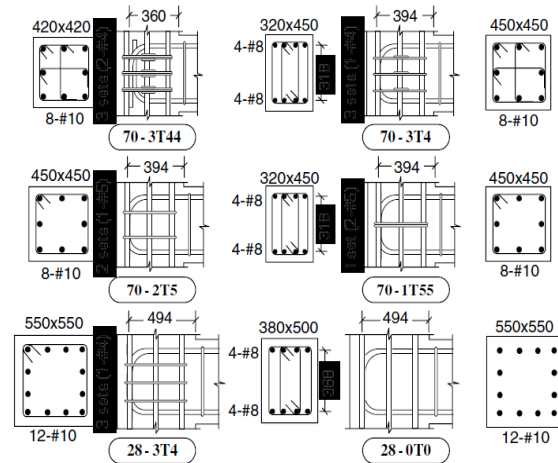 360
394
420x420
320x450
450x450
3 sets (2-#4)
4-#8
318
3 sets (1-#4)
4-#8
8-#10
8-#10
70-3T44
70-3T4
394
394
450x450
320x450
450x450
2 sets (1-#5)
4-#8
318
1 set (2-#5)
4-#8
8-#10
8-#10
70-2T5
70-1T55
494
494
550x550
380x500
550x550
3 sets (1-#4)
4-#8
368
4-#8
12-#10
12-#10
28-3T4
28-0T0